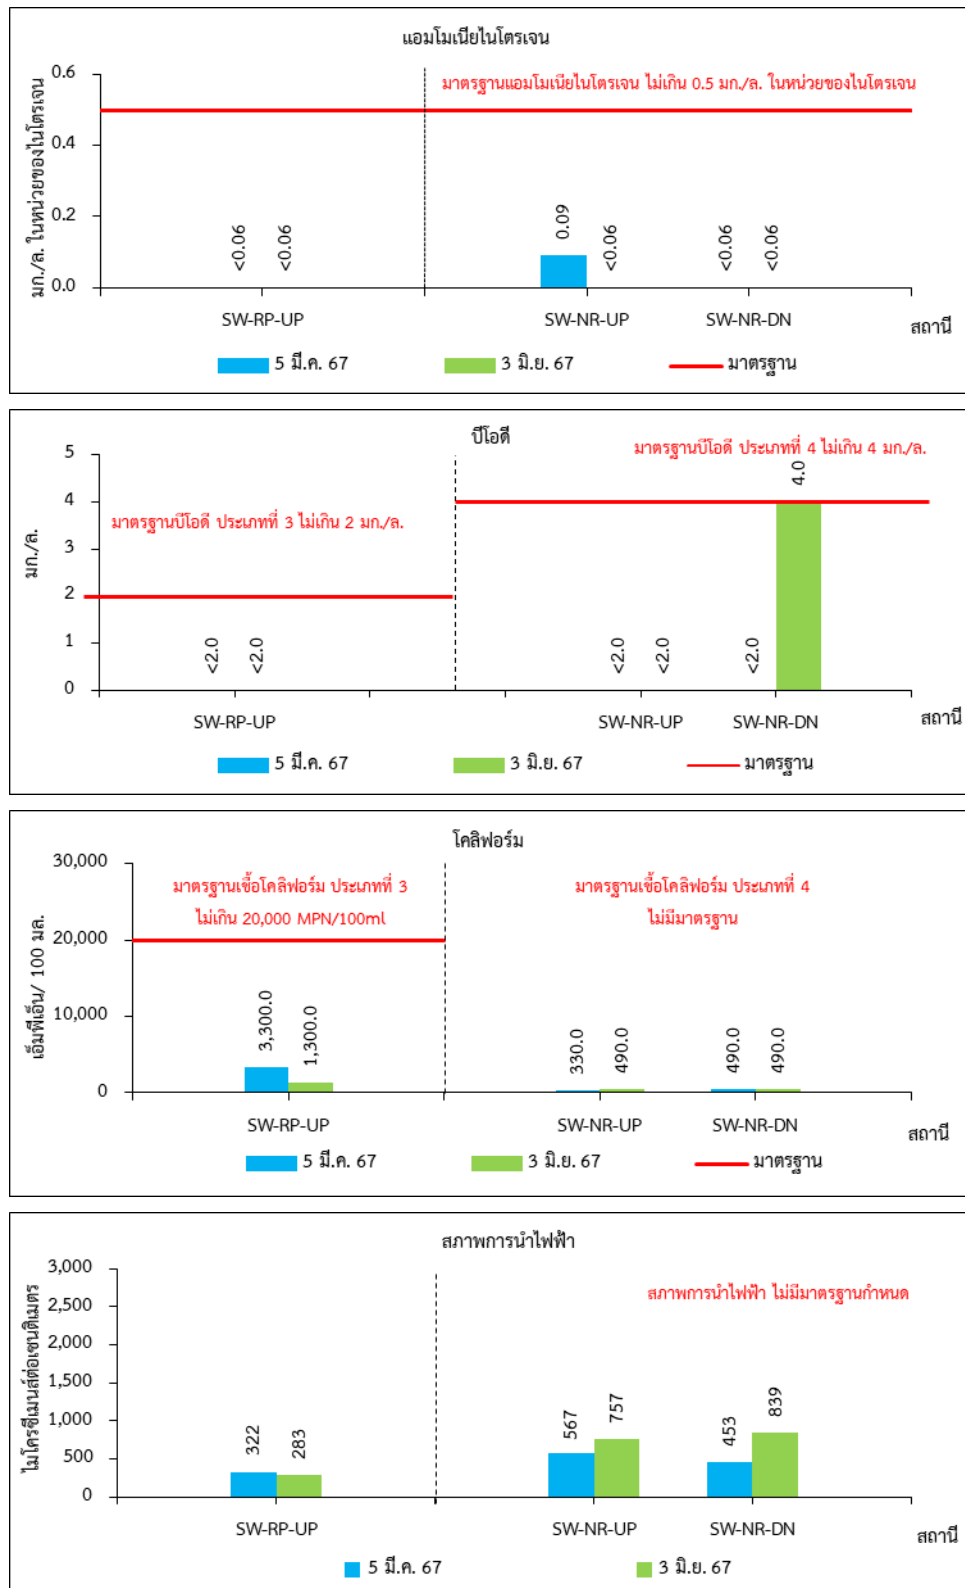 แอมโมเนียไนโตรเจน
มาตรฐานแอมโมเนียไนโตรเจน ไม่เกิน 0.5 มก./ล. ในหน่วยของไนโตรเจน
มก./ล. ในหน่วยของไนโตรเจน
0.6
0.4
0.2
0.0
<0.06
<0.06
0.09
<0.06
<0.06
<0.06
SW-RP-UP
SW-NR-UP
SW-NR-DN
สถานี
5 มี.ค. 67
3 มิ.ย. 67
มาตรฐาน
บีโอดี
มาตรฐานบีโอดี ประเภทที่ 4 ไม่เกิน 4 มก./ล.
มาตรฐานบีโอดี ประเภทที่ 3 ไม่เกิน 2 มก./ล.
มก./ล.
5
4
3
2
1
0
<2.0
<2.0
<2.0
<2.0
<2.0
4.0
SW-RP-UP
SW-NR-UP
SW-NR-DN
สถานี
5 มี.ค. 67
3 มิ.ย. 67
มาตรฐาน
โคลิฟอร์ม
มาตรฐานเชื้อโคลิฟอร์ม ประเภทที่ 3
ไม่เกิน 20,000 MPN/100ml
มาตรฐานเชื้อโคลิฟอร์ม ประเภทที่ 4
ไม่มีมาตรฐาน
เอ็มพีเอ็น/ 100 มล.
30,000
20,000
10,000
0
3,300.0
1,300.0
330.0
490.0
490.0
490.0
SW-RP-UP
SW-NR-UP
SW-NR-DN
สถานี
5 มี.ค. 67
3 มิ.ย. 67
มาตรฐาน
สภาพการนำไฟฟ้า
สภาพการนำไฟฟ้า ไม่มีมาตรฐานกำหนด
ไมโครซีเมนส์ต่อเซนติเมตร
3,000
2,500
2,000
1,500
1,000
500
0
322
283
567
757
453
839
SW-RP-UP
SW-NR-UP
SW-NR-DN
สถานี
5 มี.ค. 67
3 มิ.ย. 67